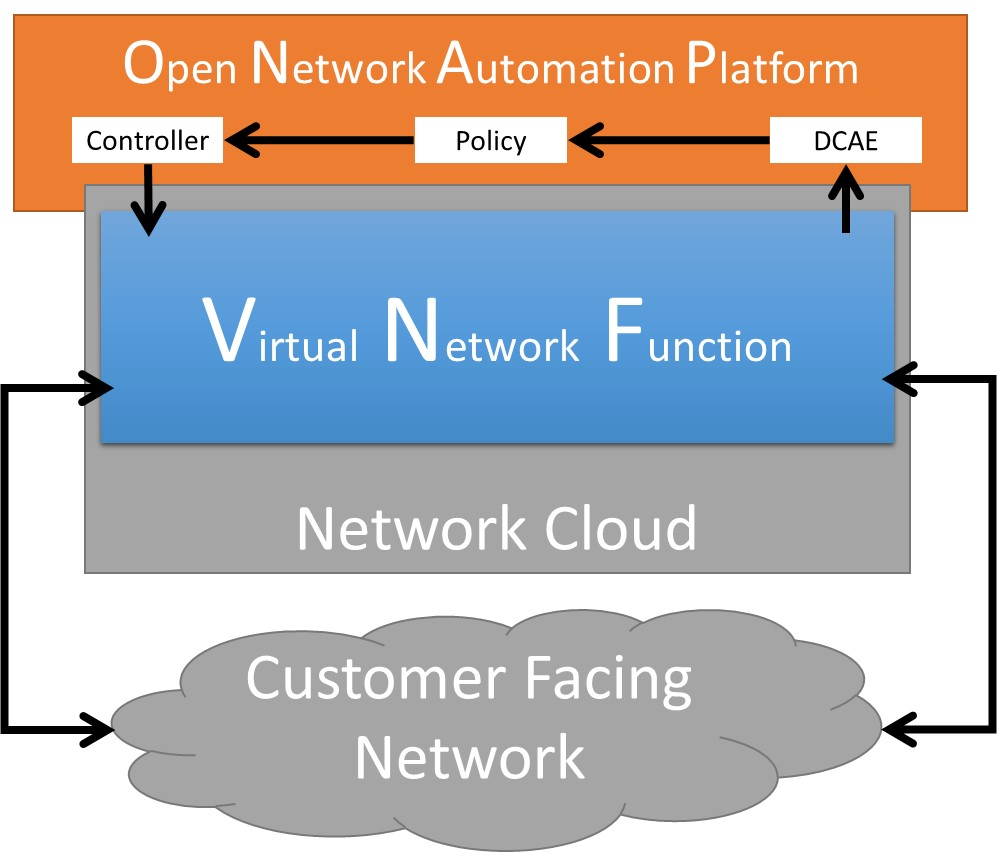 Open Network Automation Platform
Controller
Policy
DCAE
Virtual Network Function
Network Cloud
Customer Facing
Network